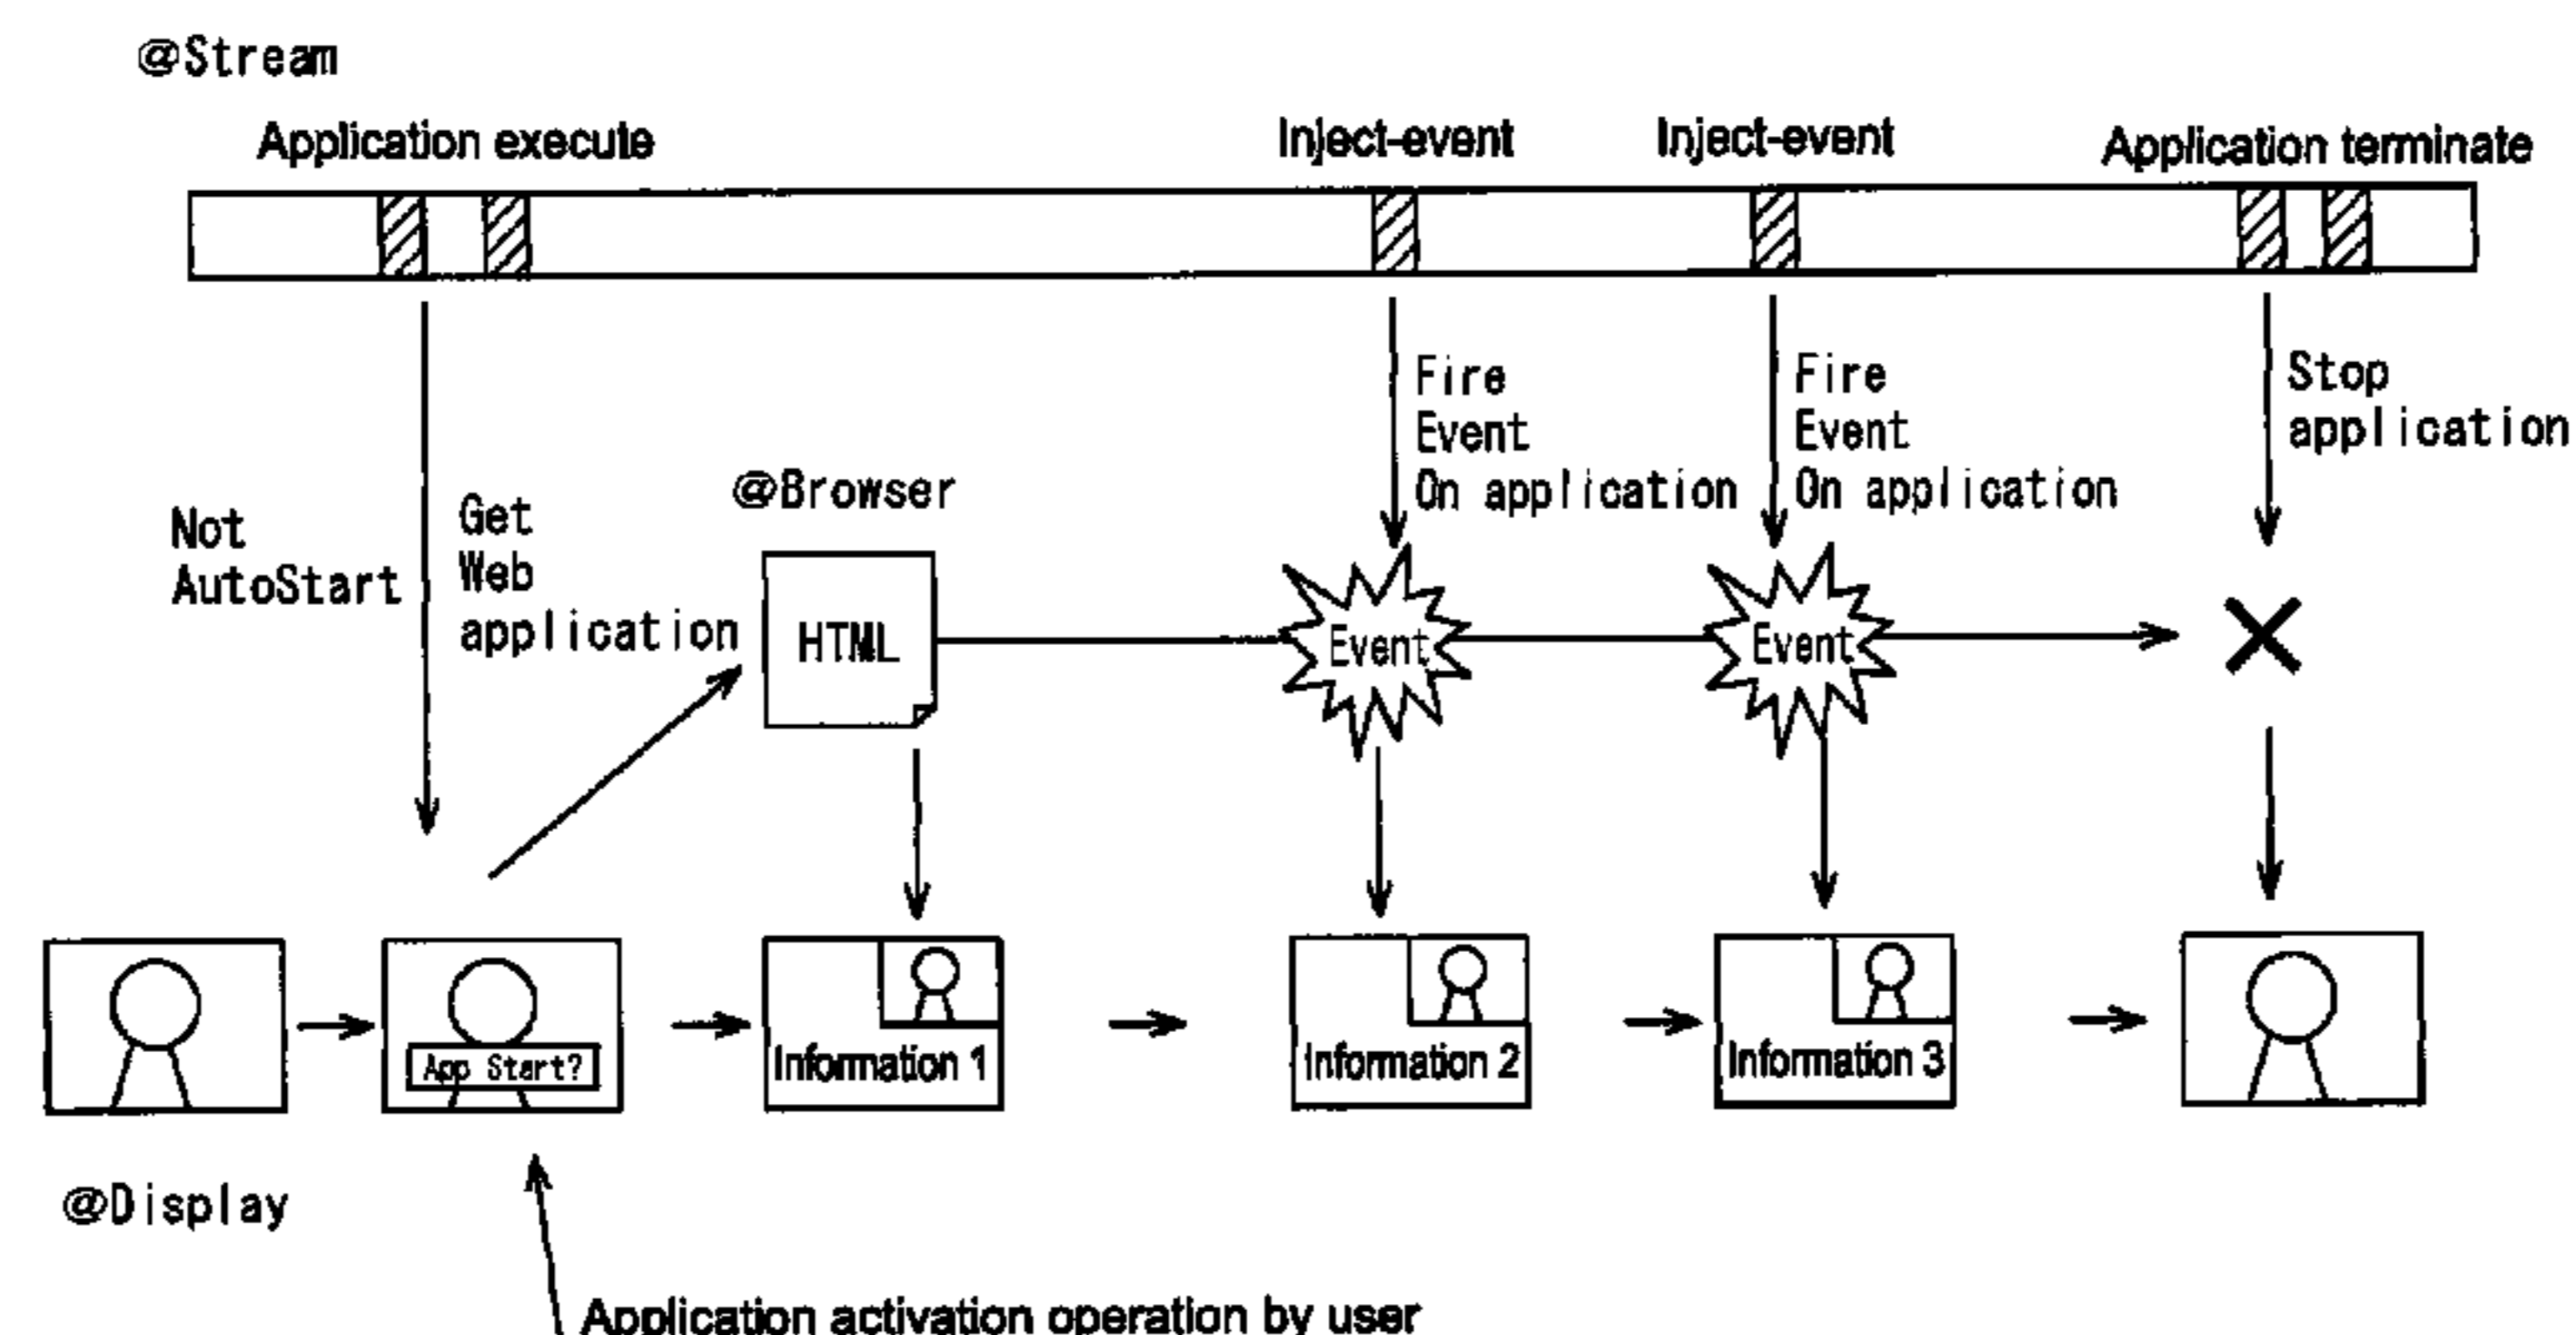 @Stream
Application execute
Inject-event
Inject-event
Application terminate
Fire
Event
On application
Fire
Event
On application
Stop
application
Not
AutoStart
Get
Web
application
@Browser
HTML
Event
Event
App Start?
Information 1
Information 2
Information 3
@Display
Application activation operation by user